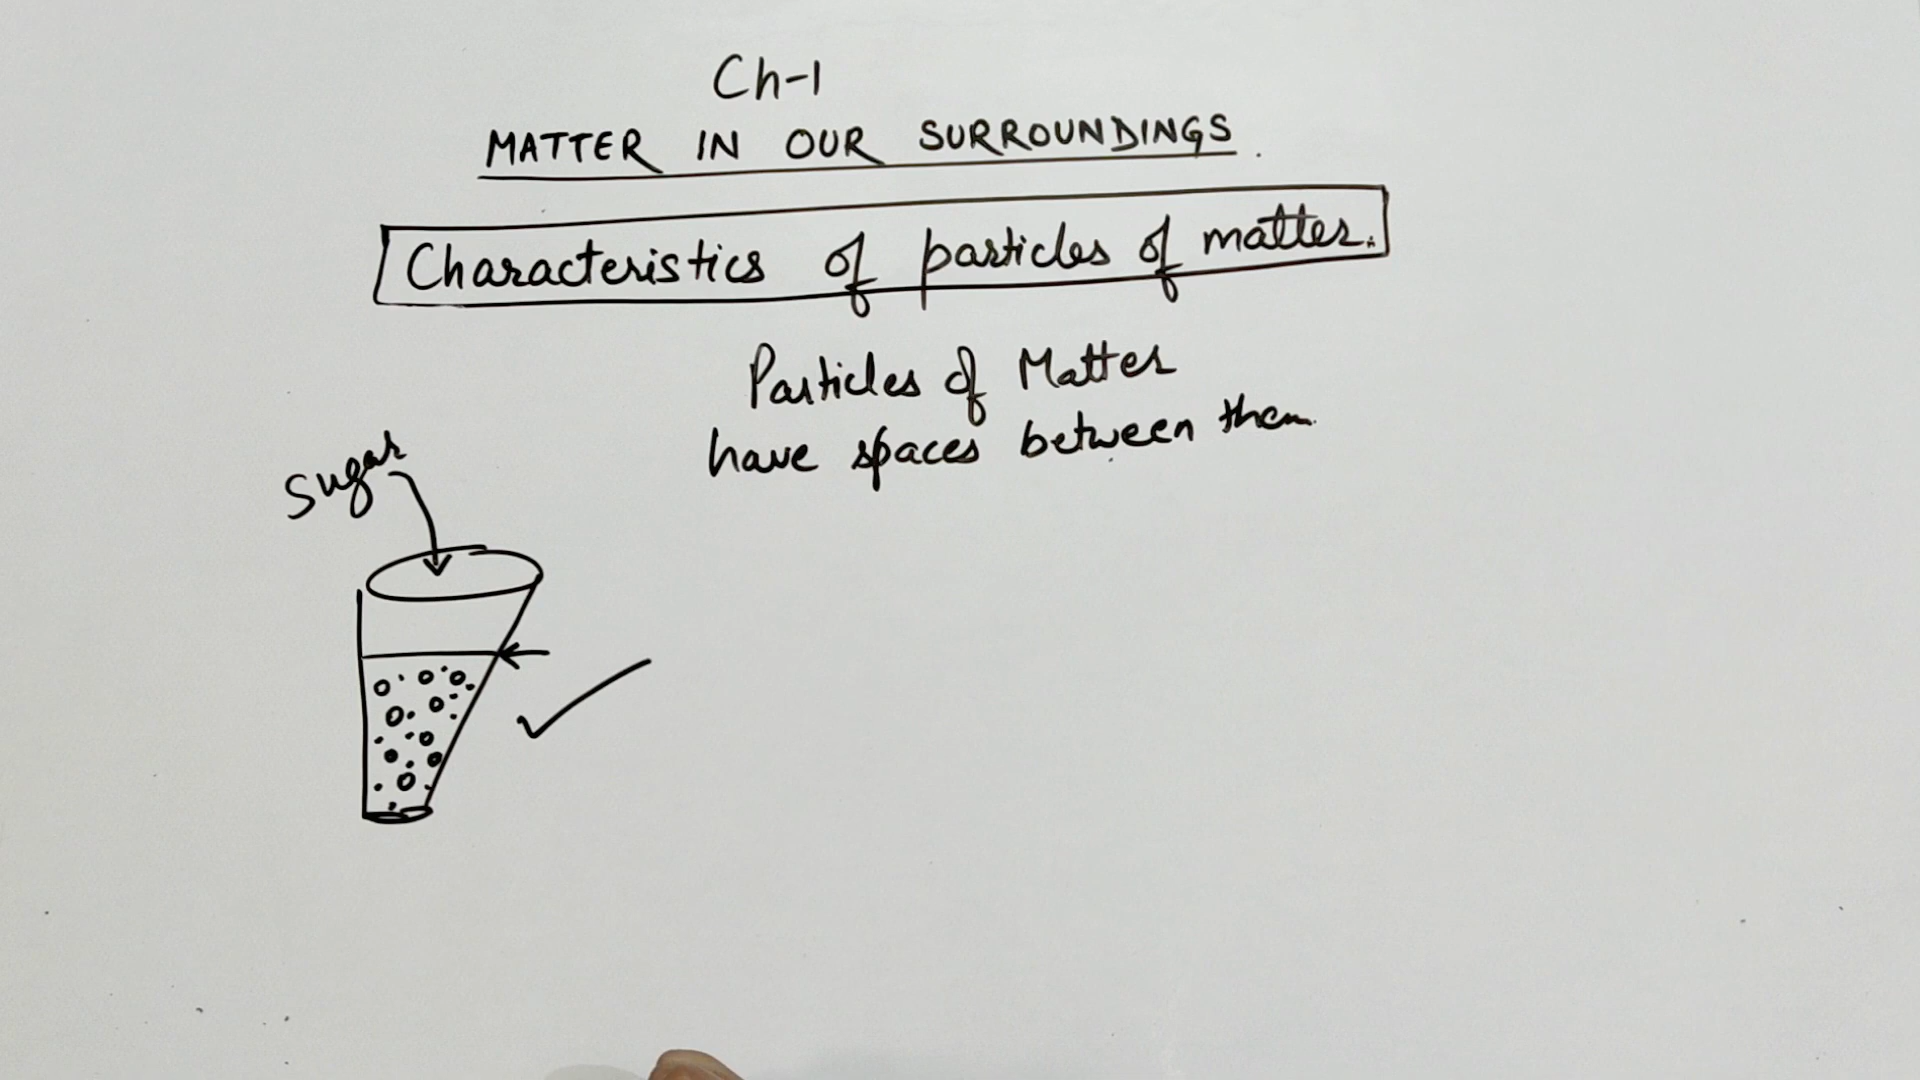 Ch-1
MATTER IN OUR SURROUNDINGS.
Characteristics of particles of matter.
Particles of Matter
have spaces between them.
Sugar